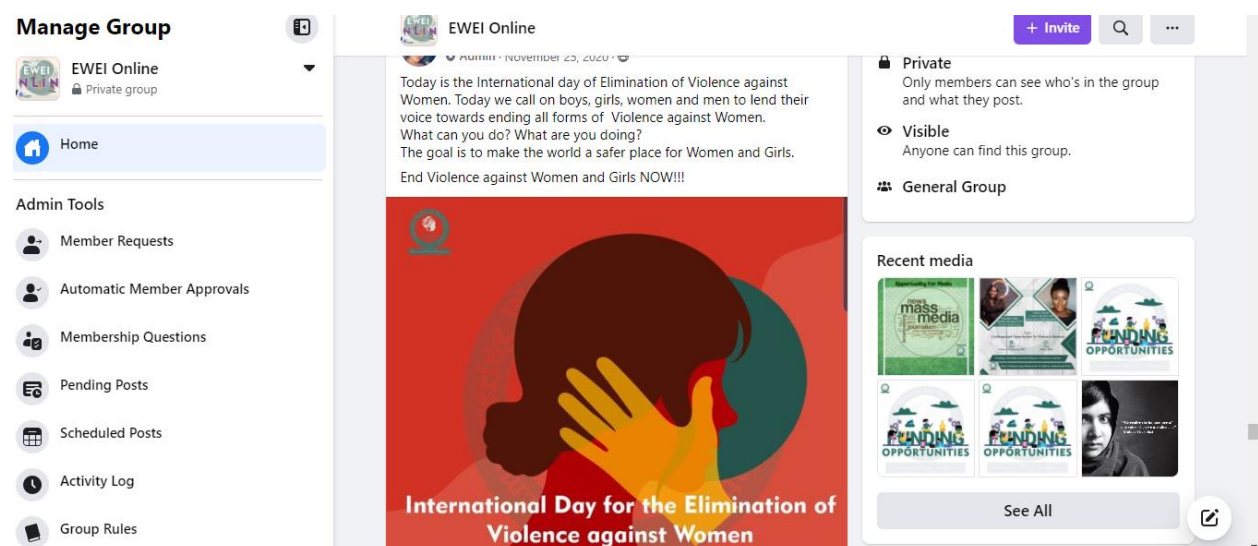 Manage Group
EWEI Online
Private group
Home
Admin Tools
Member Requests
Automatic Member Approvals
Membership Questions
Pending Posts
Scheduled Posts
Activity Log
Group Rules
EWEI Online
+ Invite
Admin · November 25, 2020 ·
Today is the International day of Elimination of Violence against
Women. Today we call on boys, girls, women and men to lend their
voice towards ending all forms of Violence against Women.
What can you do? What are you doing?
The goal is to make the world a safer place for Women and Girls.
End Violence against Women and Girls NOW!!!
International Day for the Elimination of
Violence against Women
Private
Only members can see who's in the group
and what they post.
Visible
Anyone can find this group.
General Group
Recent media
Opportunity for Media
news
mass
media
journalism
FUNDING
OPPORTUNITIES
FUNDING
OPPORTUNITIES
FUNDING
OPPORTUNITIES
See All